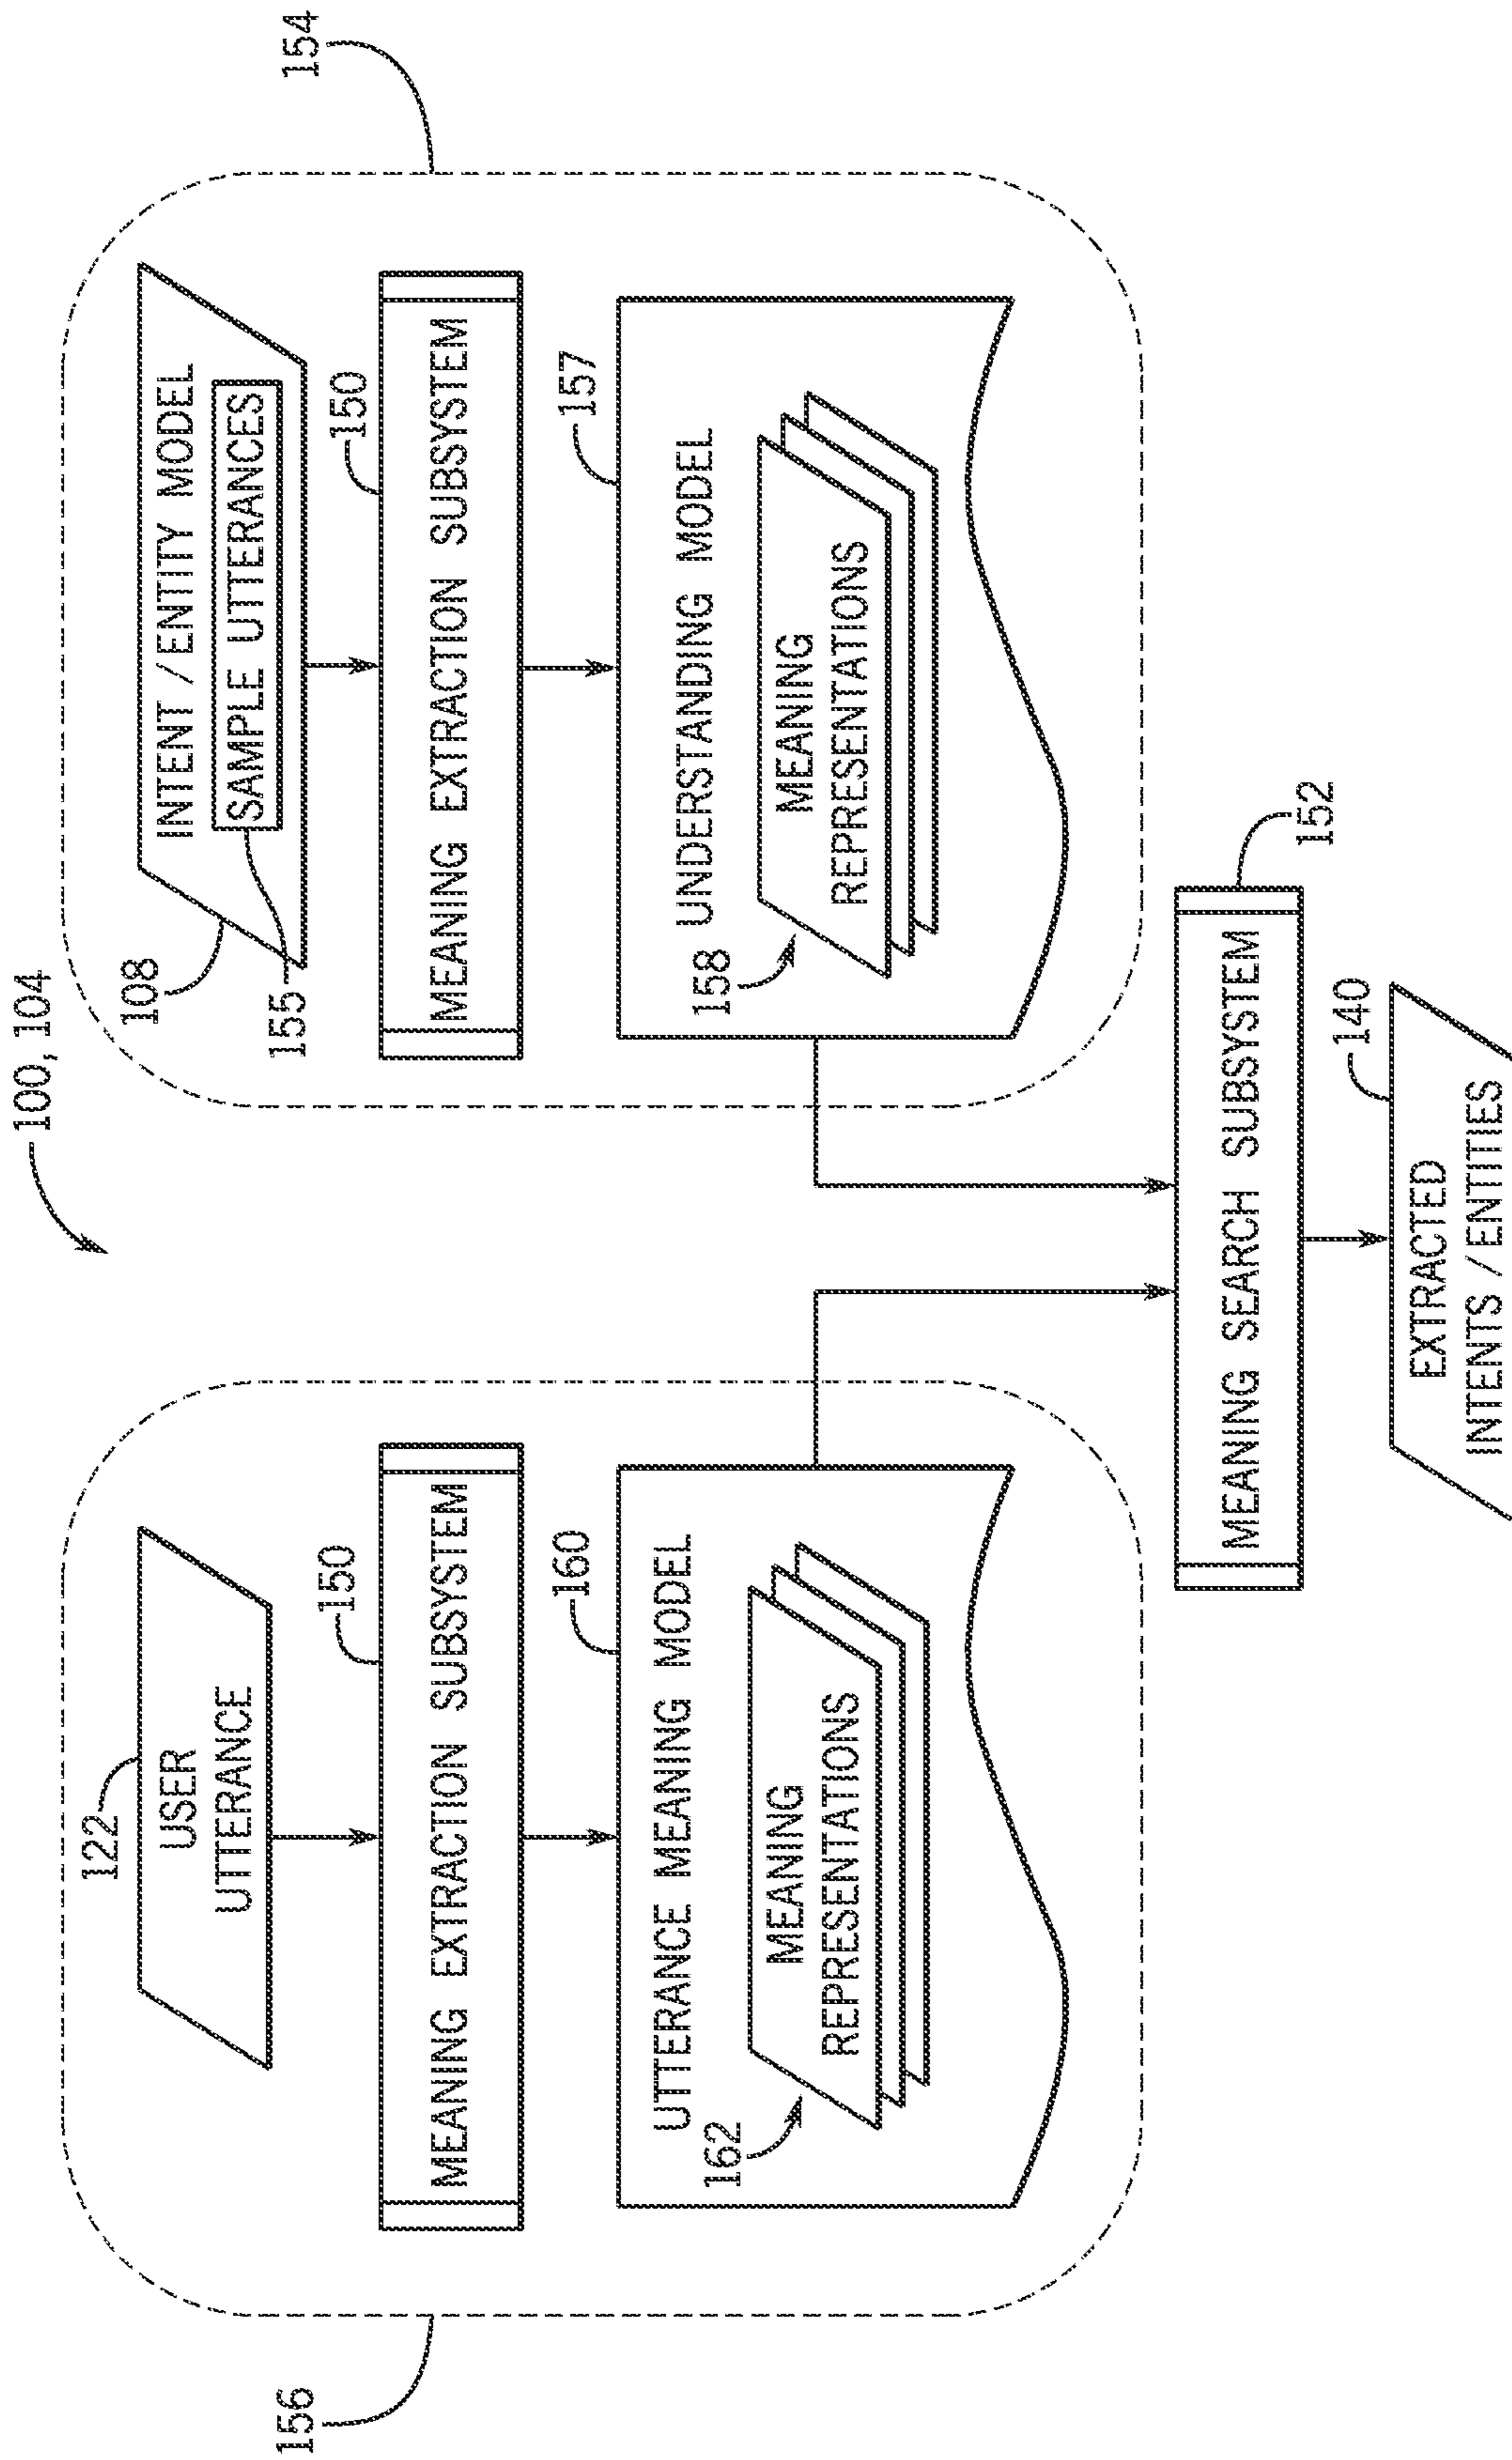 100, 104
156
122
USER
UTTERANCE
150
MEANING EXTRACTION SUBSYSTEM
160
UTTERANCE MEANING MODEL
162
MEANING
REPRESENTATIONS
154
108
INTENT / ENTITY MODEL
155
SAMPLE UTTERANCES
150
MEANING EXTRACTION SUBSYSTEM
157
UNDERSTANDING MODEL
158
MEANING
REPRESENTATIONS
152
MEANING SEARCH SUBSYSTEM
140
EXTRACTED
INTENTS / ENTITIES